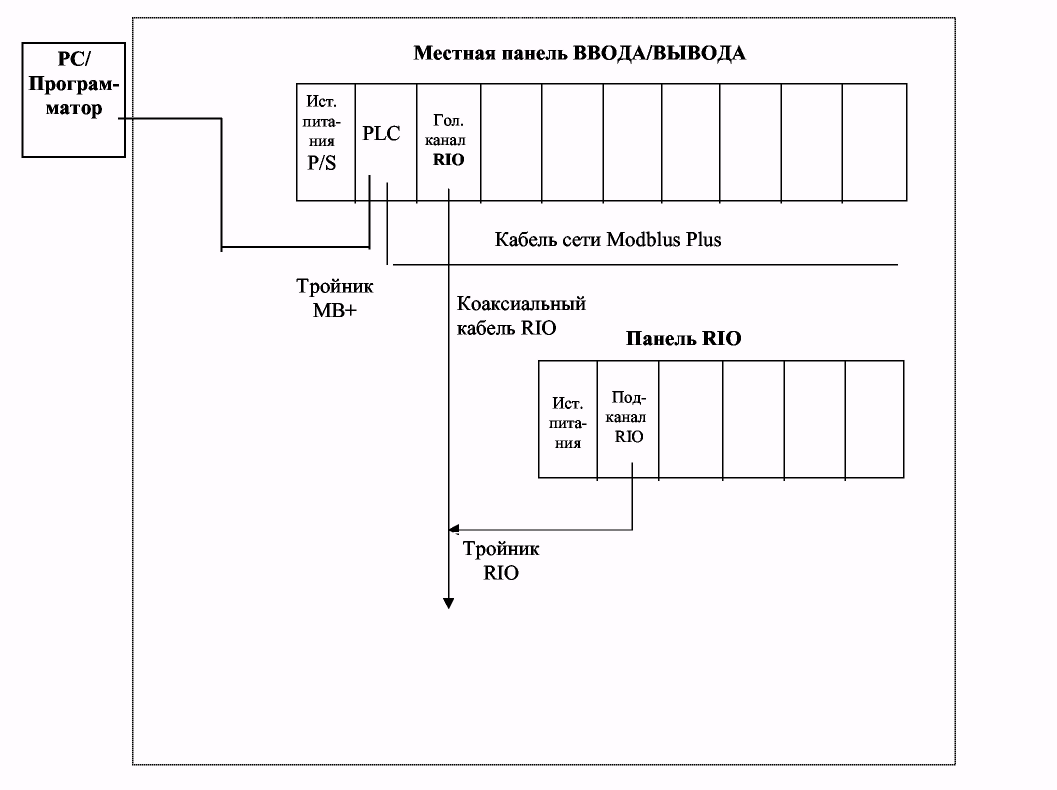 PC/
Програм-
матор
Местная панель ВВОДА/ВЫВОДА
Ист.
пита-
ния
P/S
PLC
Гол.
канал
RIO
Кабель сети Modblus Plus
Тройник
MB+
Коаксиальный
кабель RIO
Панель RIO
Ист.
пита-
ния
Под-
канал
RIO
Тройник
RIO